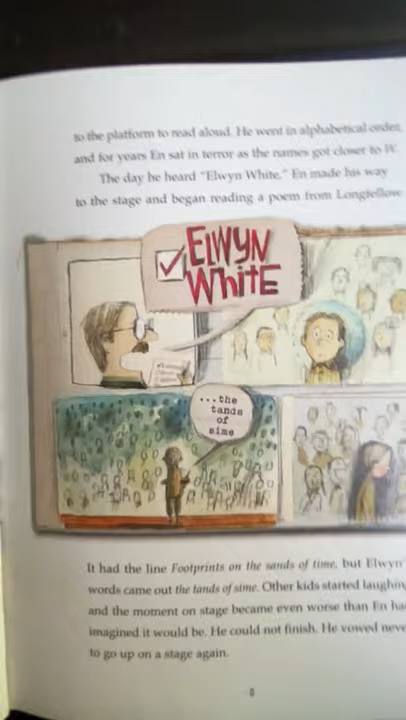 to the platform to read aloud. He went in alphabetical order,
and for years En sat in terror as the names got closer to W.
The day he heard "Elwyn White," En made his way
to the stage and began reading a poem from Longfellow
ELWYN
WHITE
...the
tands
of
sime
It had the line Footprints on the sands of time, but Elwyn'
words came out the tands of sime. Other kids started laughin
and the moment on stage became even worse than En ha
imagined it would be. He could not finish. He vowed neve
to go up on a stage again.